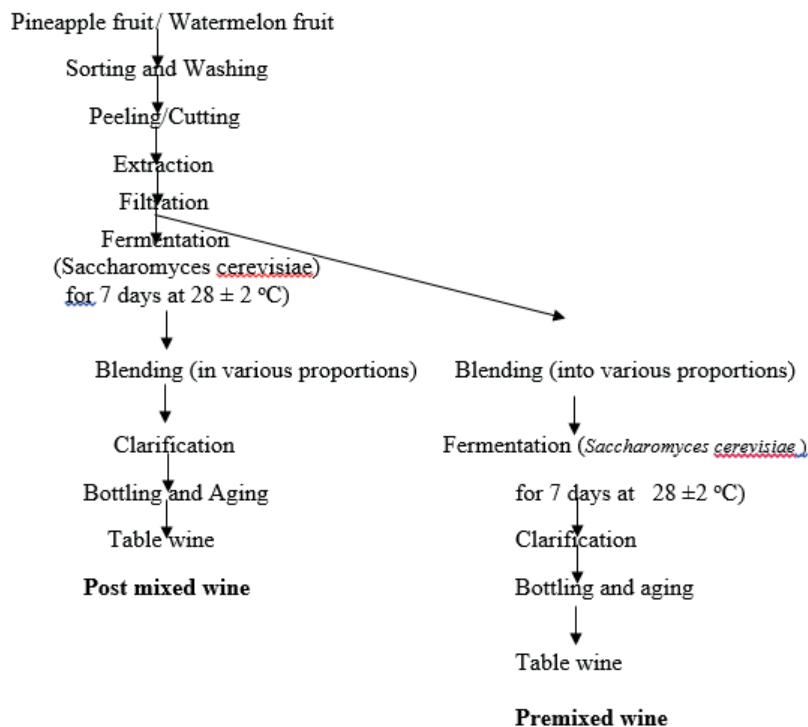 Pineapple fruit/ Watermelon fruit
Sorting and Washing
Peeling/Cutting
Extraction
Filtration
Fermentation
(Saccharomyces cerevisiae)
for 7 days at 28 ± 2 ºC)
Blending (in various proportions)
Clarification
Bottling and Aging
Table wine
Post mixed wine
Blending (into various proportions)
Fermentation (Saccharomyces cerevisiae )
for 7 days at 28 ±2 ºC)
Clarification
Bottling and aging
Table wine
Premixed wine